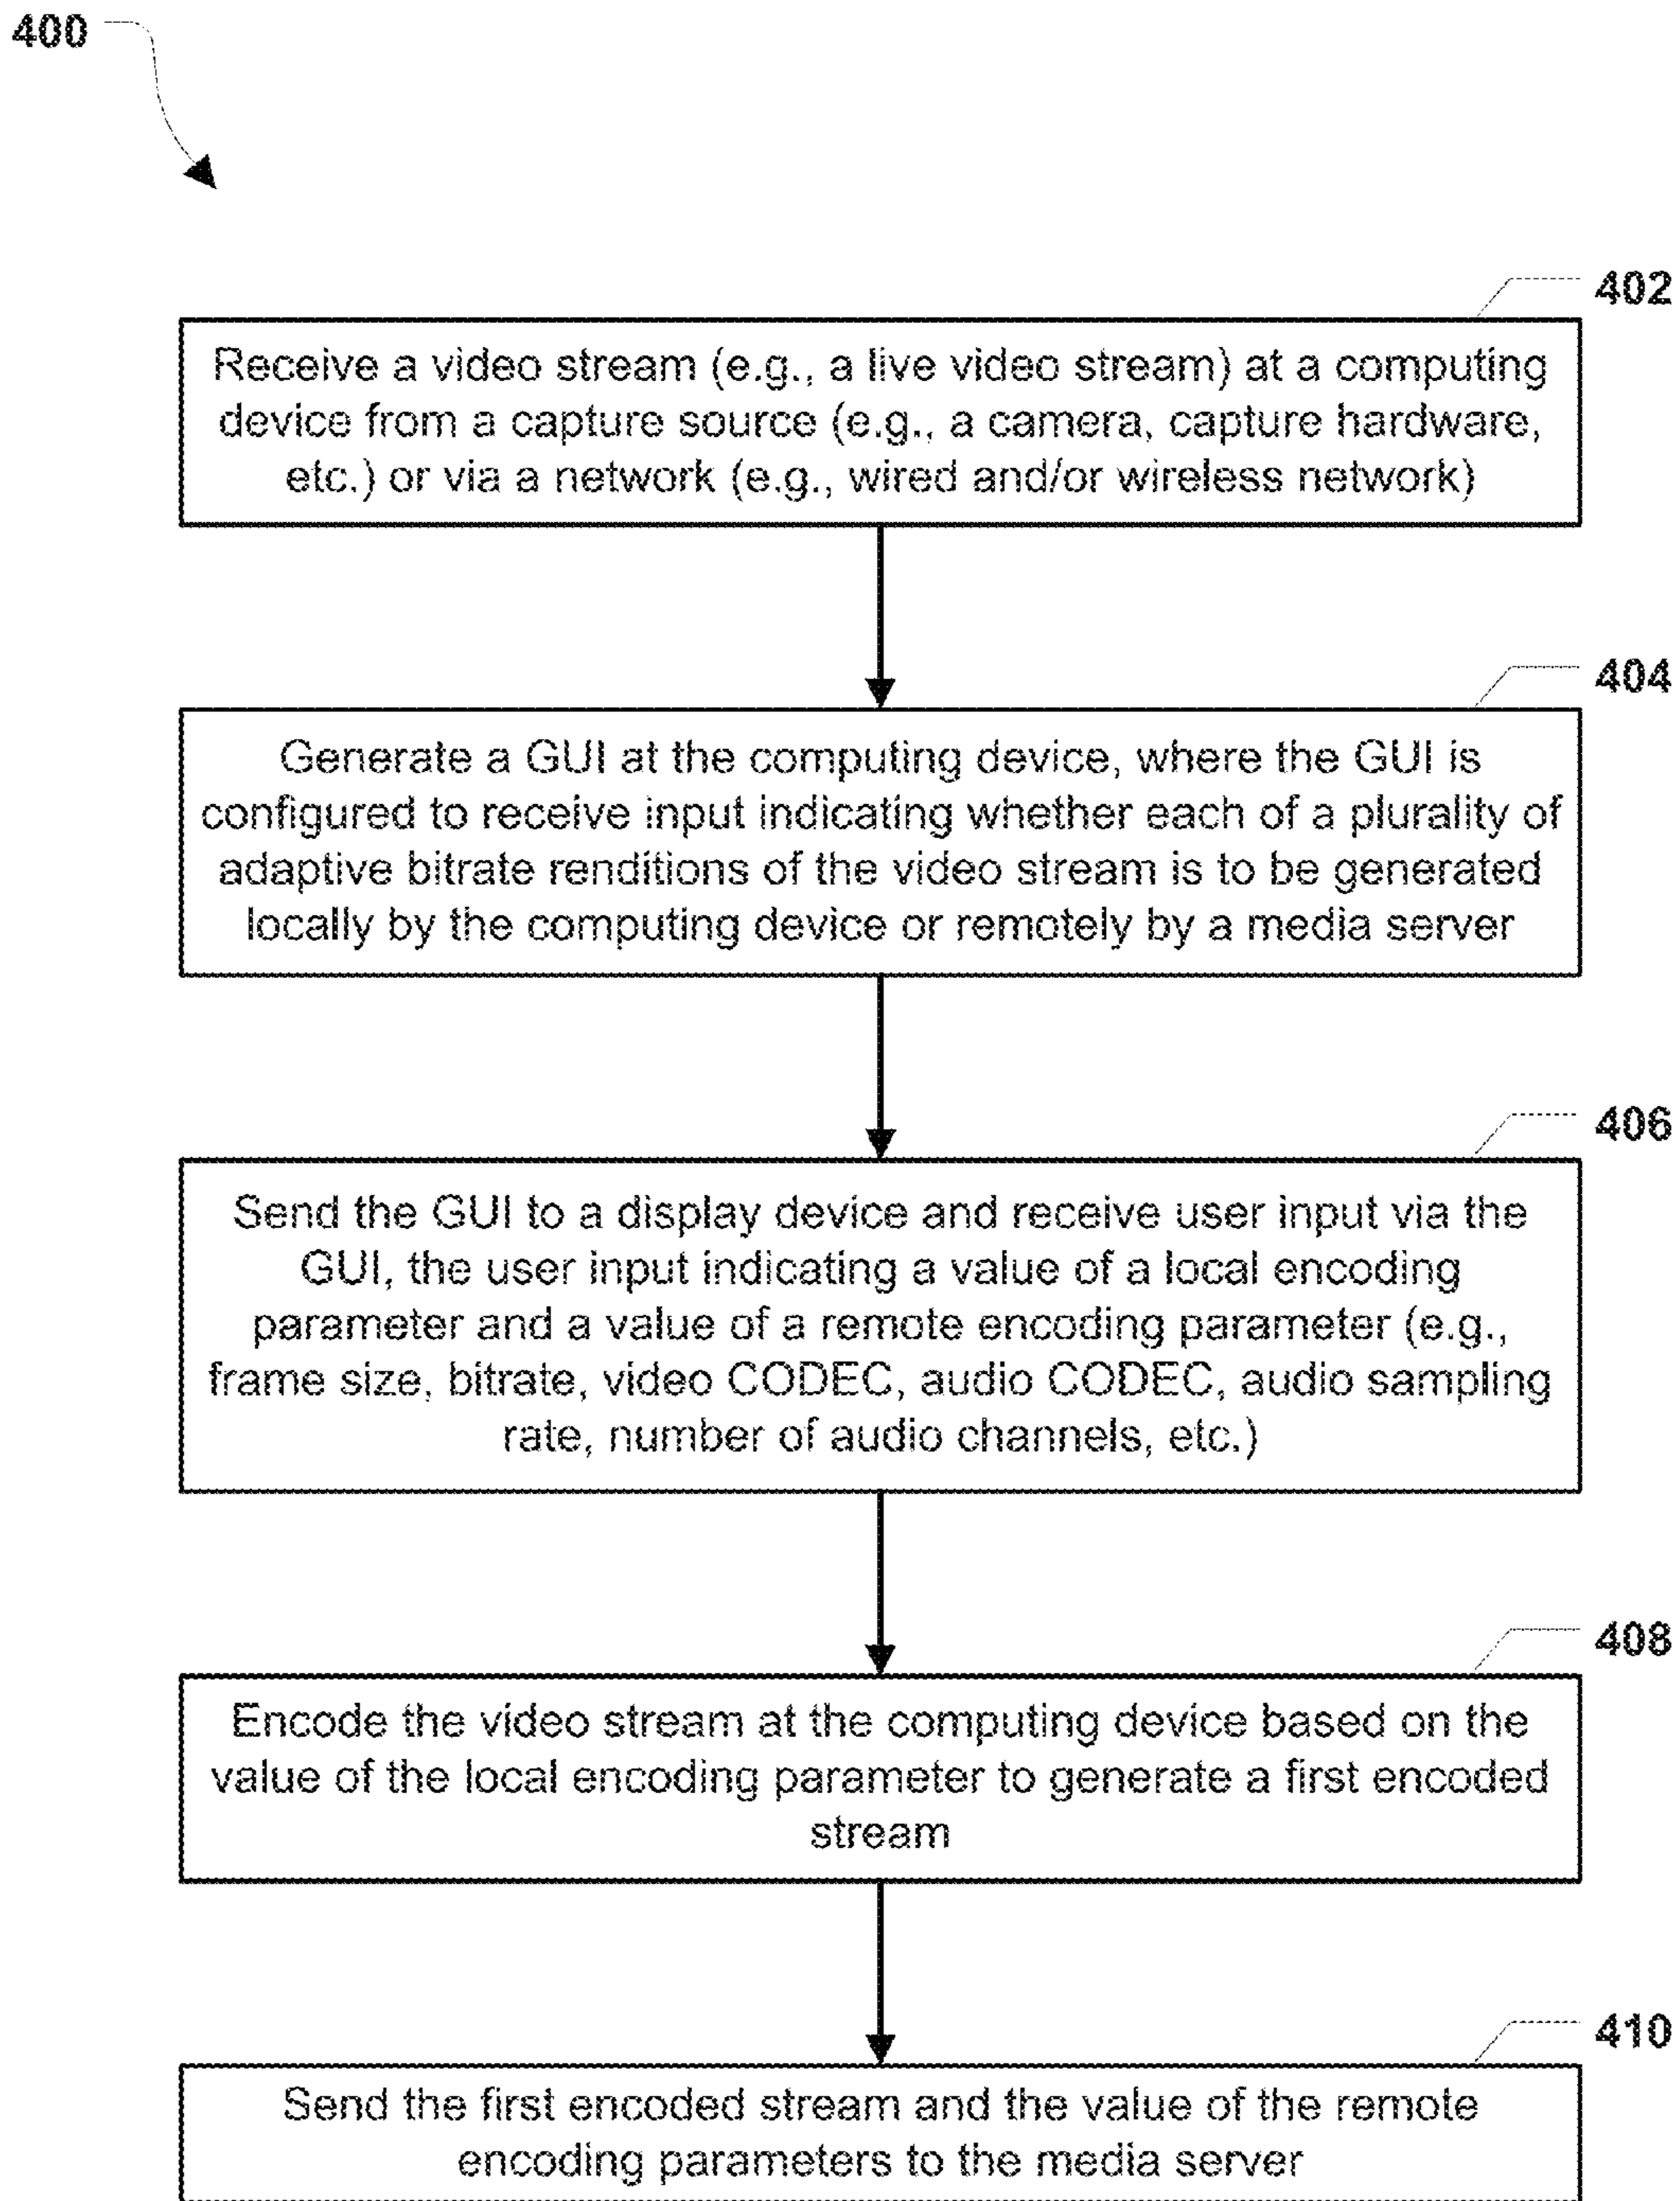 400
402
Receive a video stream (e.g., a live video stream) at a computing
device from a capture source (e.g., a camera, capture hardware,
etc.) or via a network (e.g., wired and/or wireless network)
404
Generate a GUI at the computing device, where the GUI is
configured to receive input indicating whether each of a plurality of
adaptive bitrate renditions of the video stream is to be generated
locally by the computing device or remotely by a media server
406
Send the GUI to a display device and receive user input via the
GUI, the user input indicating a value of a local encoding
parameter and a value of a remote encoding parameter (e.g.,
frame size, bitrate, video CODEC, audio CODEC, audio sampling
rate, number of audio channels, etc.)
408
Encode the video stream at the computing device based on the
value of the local encoding parameter to generate a first encoded
stream
410
Send the first encoded stream and the value of the remote
encoding parameters to the media server